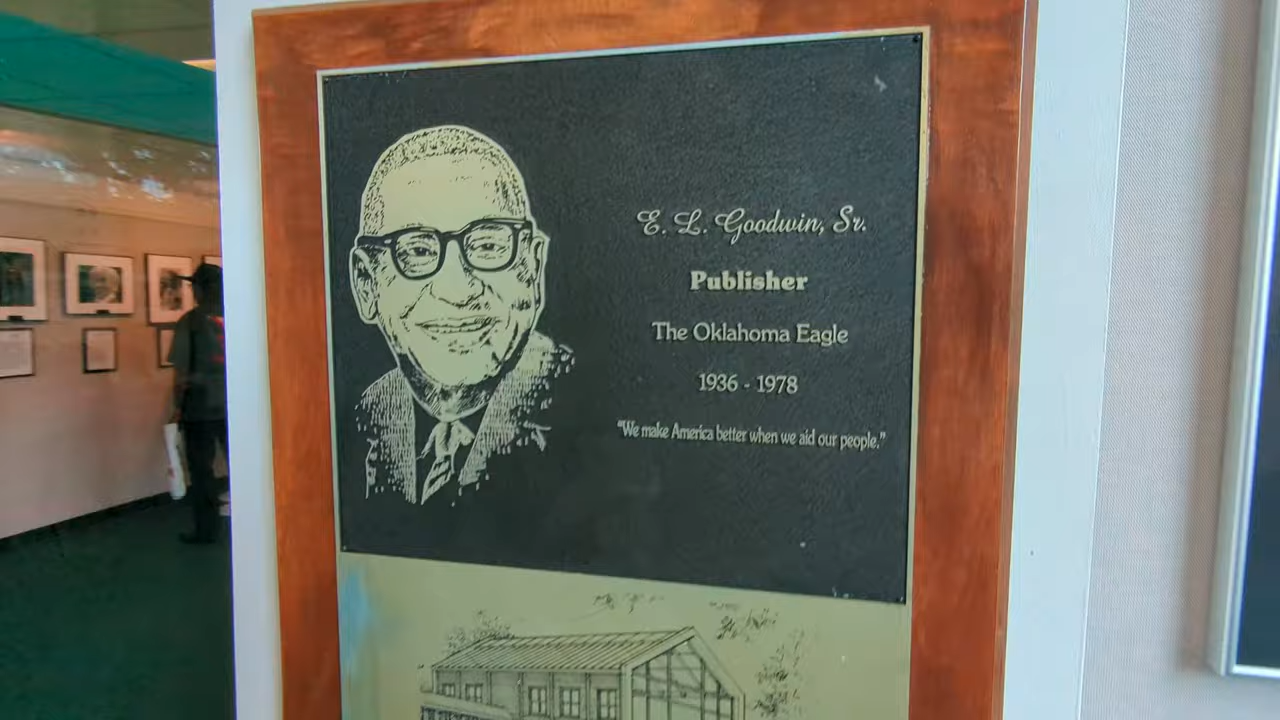 E. L. Goodwin, Sr.
Publisher
The Oklahoma Eagle
1936 - 1978
"We make America better when we aid our people."